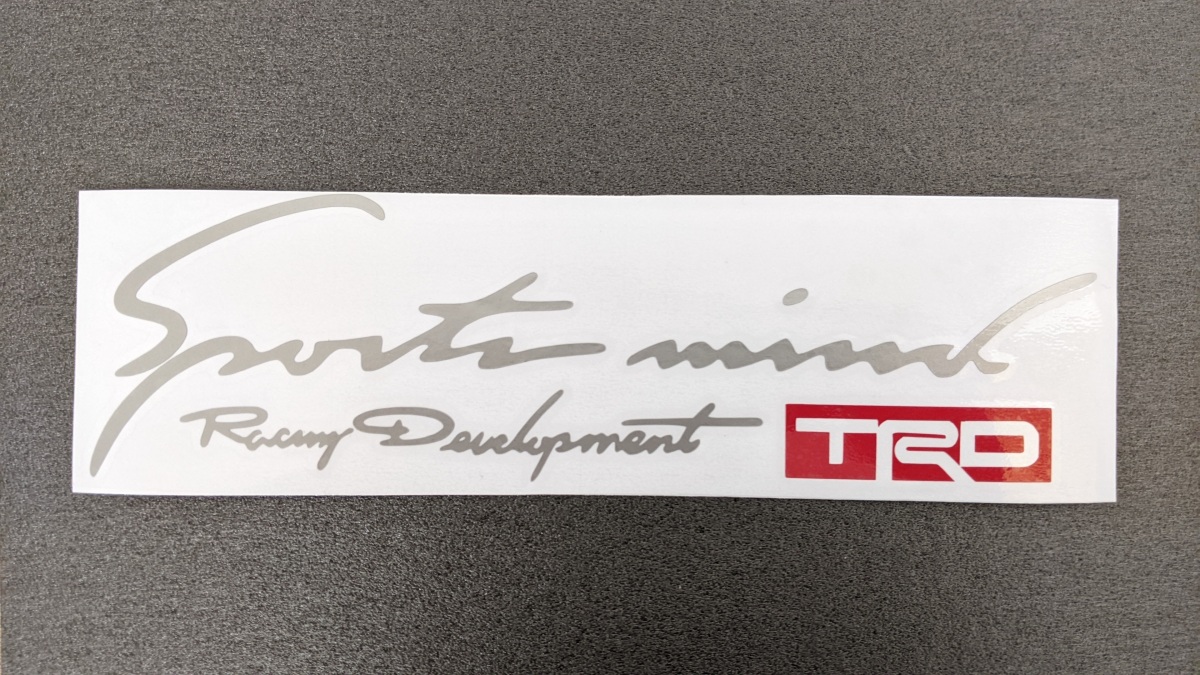 Sports mind
Racing Development
TRD